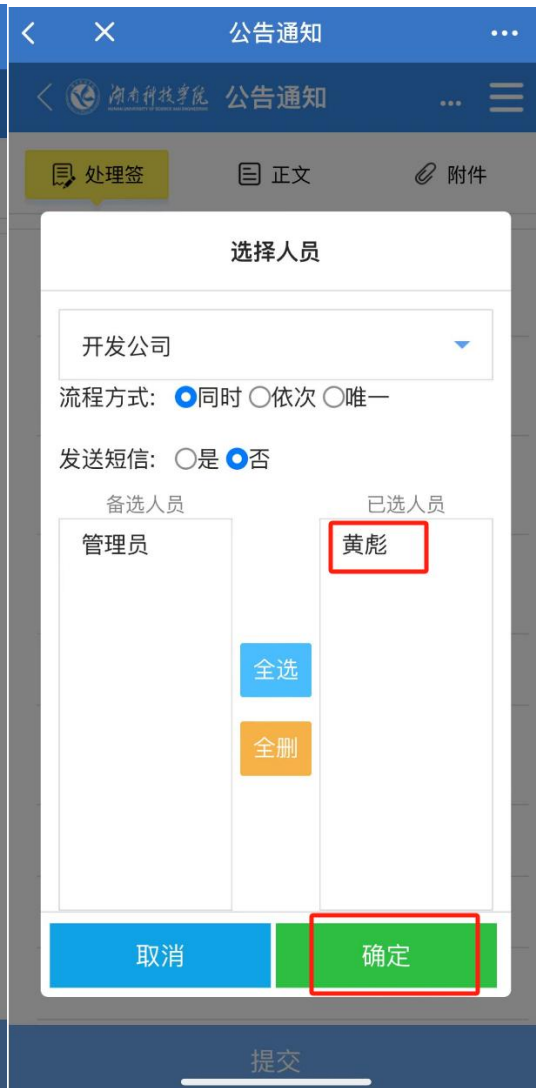 公告通知
湖南科技学院 公告通知
处理签 正文 附件
选择人员
开发公司
流程方式: 同时 依次 唯一
发送短信: 是 否
备选人员 已选人员
管理员 黄彪
全选
全删
取消 确定
提交